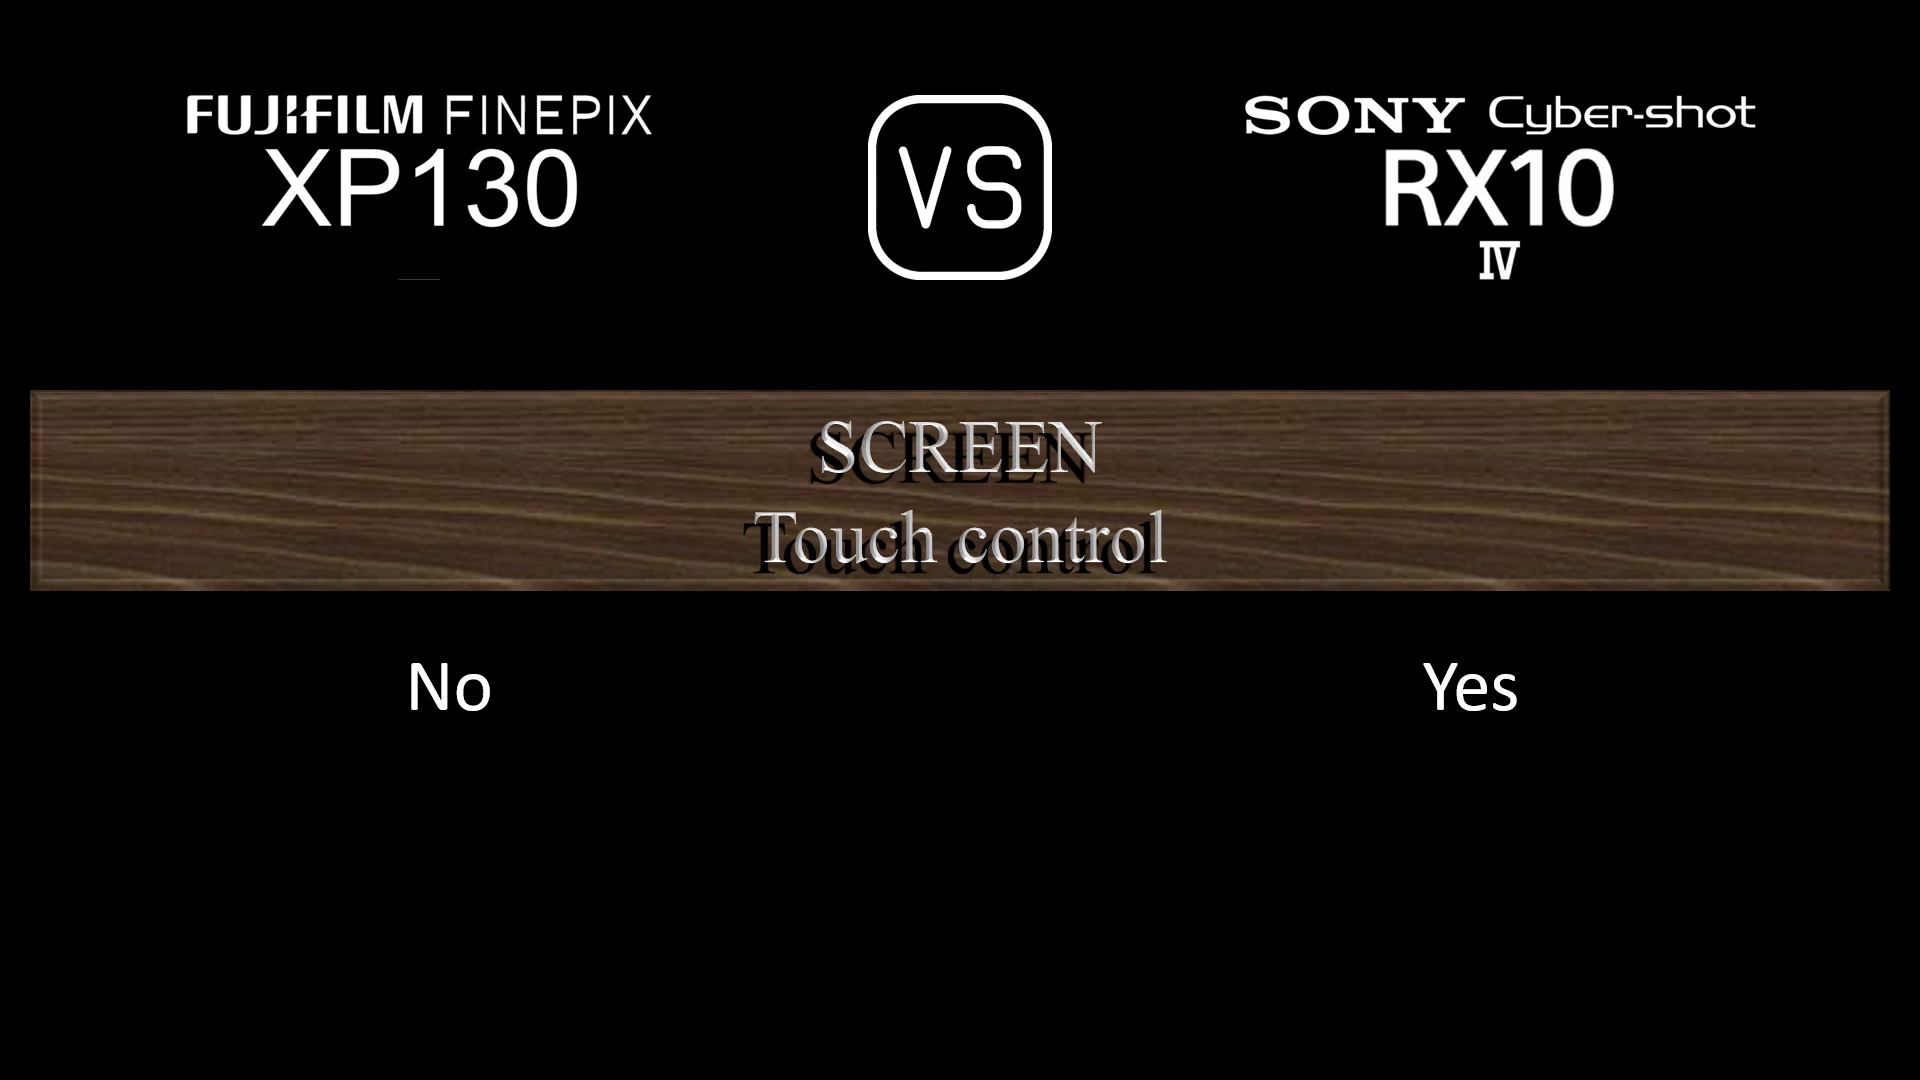 FUJIFILM FINEPIX
XP130
VS
SONY Cyber-shot
RX10
IV
SCREEN
Touch control
No
Yes